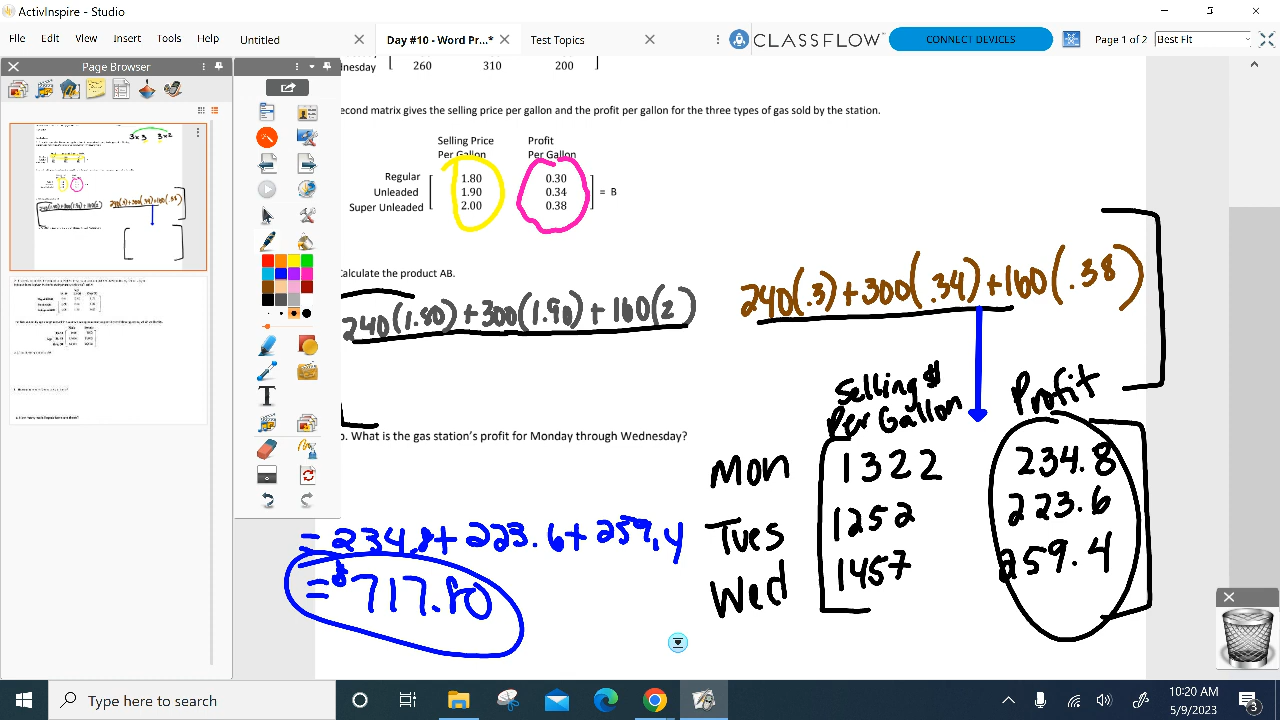 ActivInspire - Studio
File Edit View Insert Tools Help Untitled Day #10 - Word Pr...* Test Topics CLASSFLOW CONNECT DEVICES Page 1 of 2 Best Fit
Page Browser
nesday 260 310 200
econd matrix gives the selling price per gallon and the profit per gallon for the three types of gas sold by the station.
Selling Price Profit
Per Gallon Per Gallon
Regular 1.80 0.30
Unleaded 1.90 0.34 = B
Super Unleaded 2.00 0.38
Calculate the product AB.
240(1.80) + 300(1.90) + 160(2)
240(.3) + 300(.34) + 160(.38)
Selling $
Per Gallon
Profit
b. What is the gas station's profit for Monday through Wednesday?
Mon 1322 234.8
Tues 1252 223.6
Wed 1457 259.4
= 234.8 + 223.6 + 259.4
= $717.80
T
Type here to search
10:20 AM
5/9/2023
3